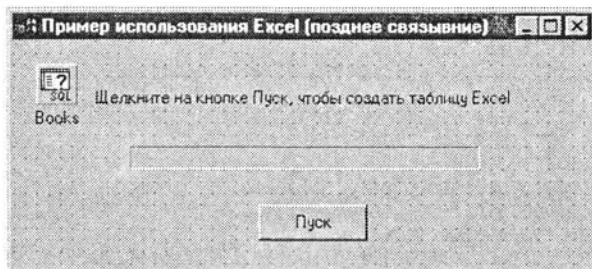 Пример использования Excel (позднее связывние)
?
SQL
Щелкните на кнопке Пуск, чтобы создать таблицу Excel
Books
Пуск